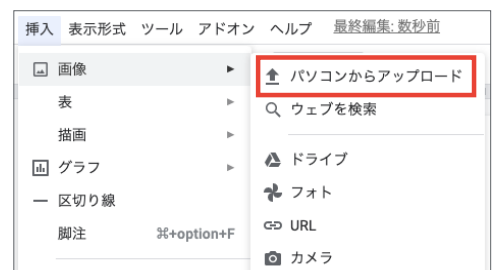 挿入 表示形式 ツール アドオン ヘルプ 最終編集: 数秒前
画像 ►
表 ►
描画 ►
グラフ ►
区切り線
脚注 ⌘+option+F
パソコンからアップロード
ウェブを検索
ドライブ
フォト
URL
カメラ